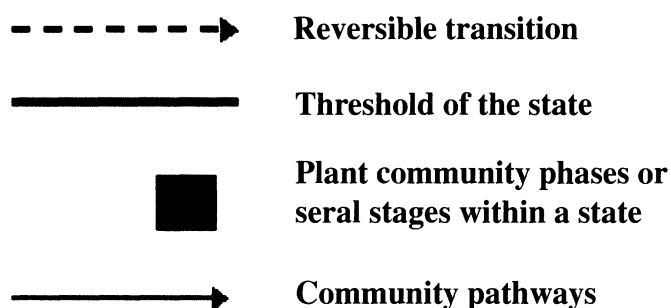 Reversible transition
Threshold of the state
Plant community phases or
seral stages within a state
Community pathways